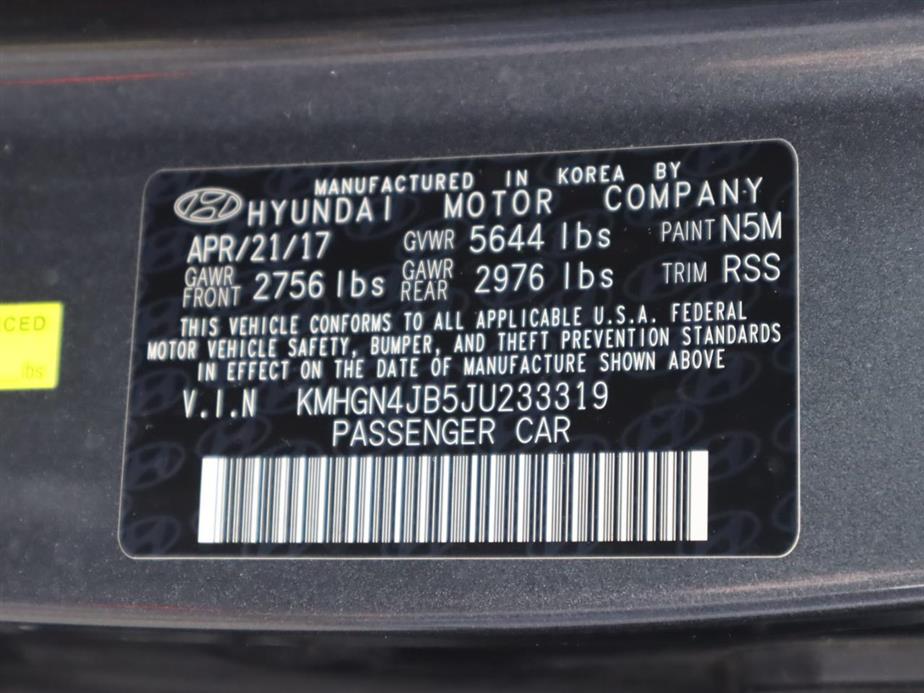 MANUFACTURED IN KOREA BY
HYUNDAI MOTOR COMPANY
APR/21/17 GVWR 5644 lbs PAINT N5M
GAWR FRONT 2756 lbs GAWR REAR 2976 lbs TRIM RSS
THIS VEHICLE CONFORMS TO ALL APPLICABLE U.S.A. FEDERAL
MOTOR VEHICLE SAFETY, BUMPER, AND THEFT PREVENTION STANDARDS
IN EFFECT ON THE DATE OF MANUFACTURE SHOWN ABOVE
V.I.N KMHGN4JB5JU233319
PASSENGER CAR
NCED
lbs